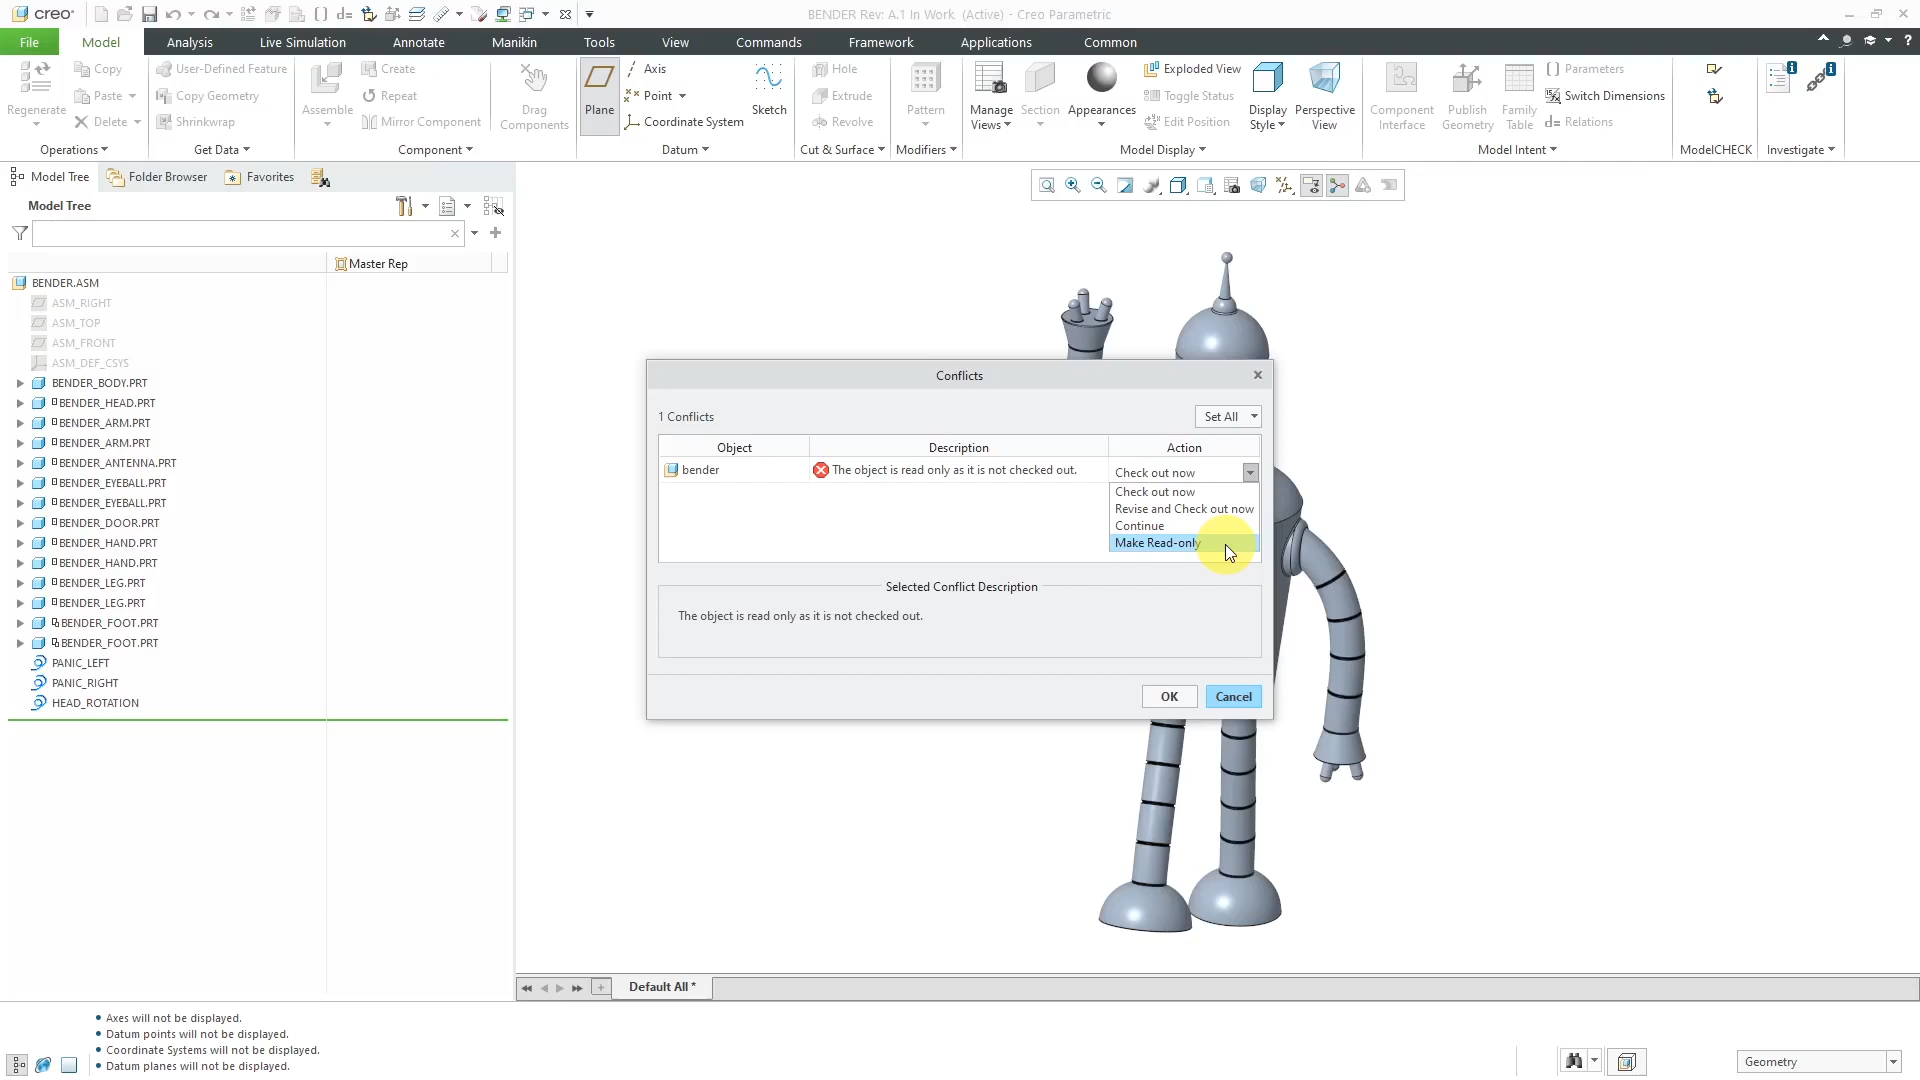 creo
BENDER Rev: A.1 In Work (Active) - Creo Parametric
File
Model
Analysis
Live Simulation
Annotate
Manikin
Tools
View
Commands
Framework
Applications
Common
Regenerate
Copy
Paste
Delete
Operations
User-Defined Feature
Copy Geometry
Shrinkwrap
Get Data
Assemble
Create
Repeat
Mirror Component
Component
Drag
Components
Plane
Axis
Point
Coordinate System
Sketch
Datum
Hole
Extrude
Revolve
Cut & Surface
Pattern
Modifiers
Manage
Views
Section
Appearances
Exploded View
Toggle Status
Edit Position
Display
Style
Perspective
View
Model Display
Component
Interface
Publish
Geometry
Family
Table
Parameters
Switch Dimensions
Relations
Model Intent
ModelCHECK
Investigate
Model Tree
Folder Browser
Favorites
Model Tree
Master Rep
BENDER.ASM
ASM_RIGHT
ASM_TOP
ASM_FRONT
ASM_DEF_CSYS
BENDER_BODY.PRT
BENDER_HEAD.PRT
BENDER_ARM.PRT
BENDER_ARM.PRT
BENDER_ANTENNA.PRT
BENDER_EYEBALL.PRT
BENDER_EYEBALL.PRT
BENDER_DOOR.PRT
BENDER_HAND.PRT
BENDER_HAND.PRT
BENDER_LEG.PRT
BENDER_LEG.PRT
BENDER_FOOT.PRT
BENDER_FOOT.PRT
PANIC_LEFT
PANIC_RIGHT
HEAD_ROTATION
Conflicts
1 Conflicts
Set All
Object
Description
Action
bender
The object is read only as it is not checked out.
Check out now
Check out now
Revise and Check out now
Continue
Make Read-only
Selected Conflict Description
The object is read only as it is not checked out.
OK
Cancel
Default All *
• Axes will not be displayed.
• Datum points will not be displayed.
• Coordinate Systems will not be displayed.
• Datum planes will not be displayed.
Geometry